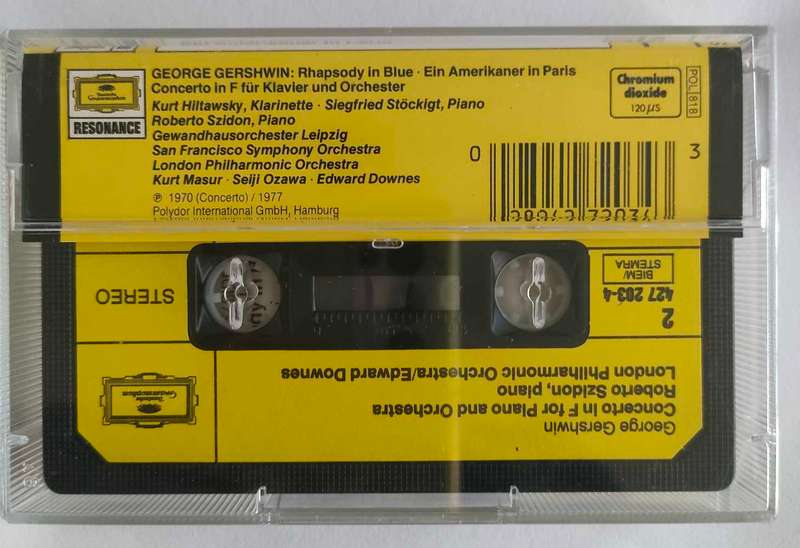 Deutsche
Grammophon
RESONANCE
GEORGE GERSHWIN: Rhapsody in Blue · Ein Amerikaner in Paris
Concerto in F für Klavier und Orchester
Kurt Hiltawsky, Klarinette · Siegfried Stöckigt, Piano
Roberto Szidon, Piano
Gewandhausorchester Leipzig
San Francisco Symphony Orchestra
London Philharmonic Orchestra
Kurt Masur · Seiji Ozawa · Edward Downes
℗ 1970 (Concerto) / 1977
Polydor International GmbH, Hamburg
Chromium
dioxide
120 µs
POL 818
0
3
George Gershwin
Concerto in F for Piano and Orchestra
Roberto Szidon, piano
London Philharmonic Orchestra/Edward Downes
Deutsche
Grammophon
2
427 203-4
BIEM/
STEMRA
STEREO